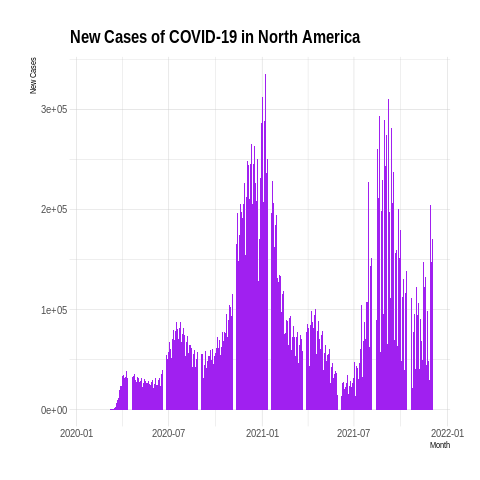 New Cases of COVID-19 in North America
New Cases
3e+05
2e+05
1e+05
0e+00
2020-01 2020-07 2021-01 2021-07 2022-01
Month